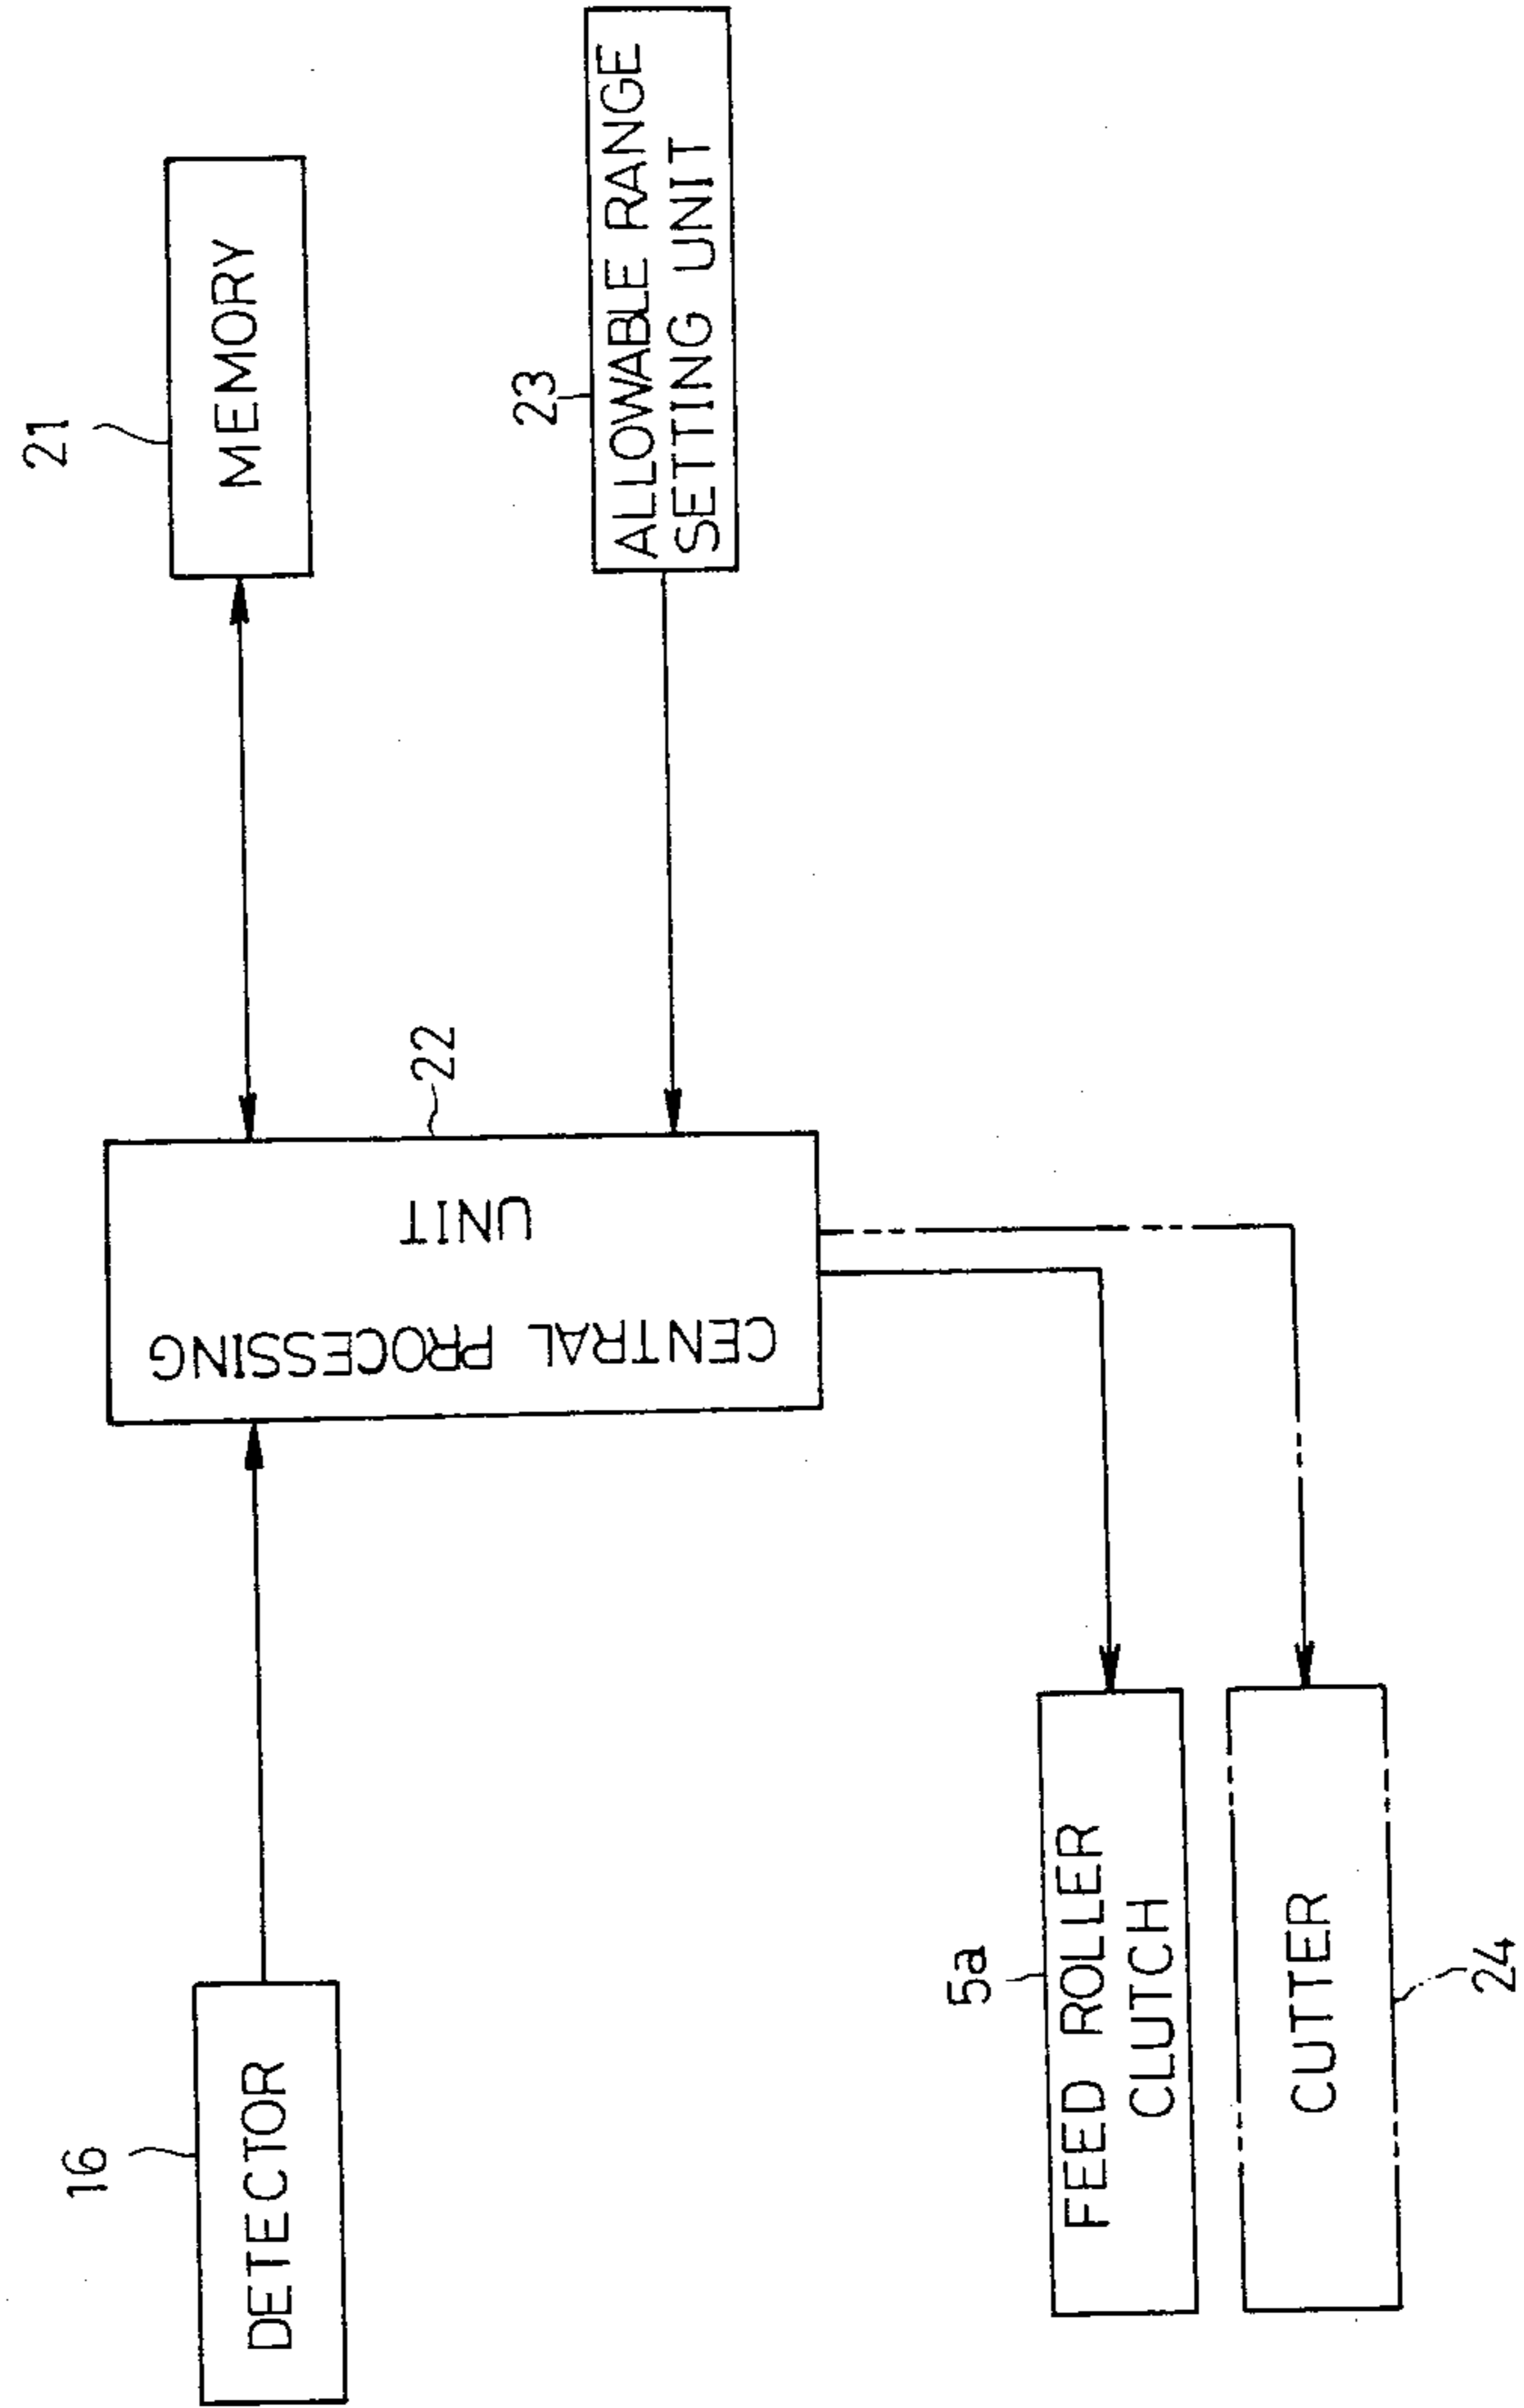 16
DETECTOR
22
CENTRAL PROCESSING
UNIT
21
MEMORY
23
ALLOWABLE RANGE
SETTING UNIT
5a
FEED ROLLER
CLUTCH
CUTTER
24